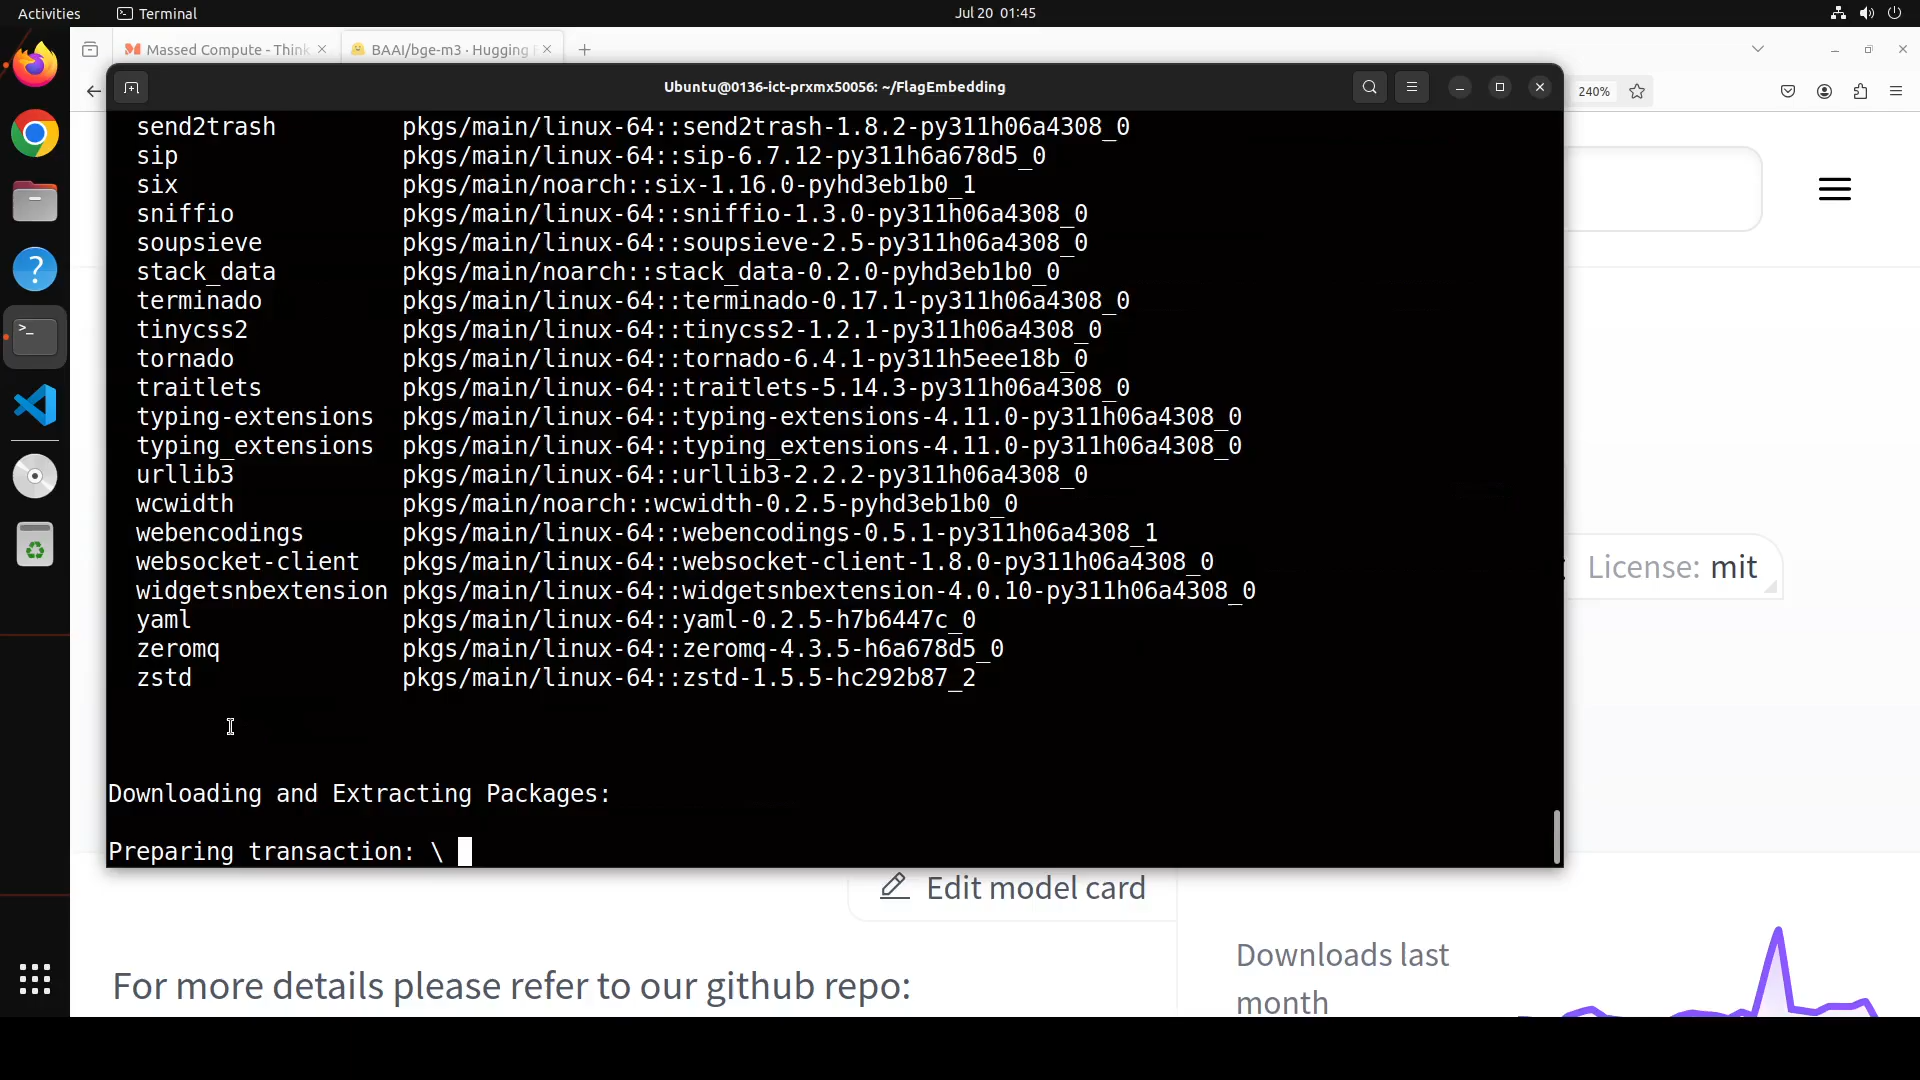 Activities
Terminal
Jul 20 01:45
Massed Compute - Think
BAAI/bge-m3 · Hugging
Ubuntu@0136-ict-prxmx50056: ~/FlagEmbedding
240%
send2trash pkgs/main/linux-64::send2trash-1.8.2-py311h06a4308_0
sip pkgs/main/linux-64::sip-6.7.12-py311h6a678d5_0
six pkgs/main/noarch::six-1.16.0-pyhd3eb1b0_1
sniffio pkgs/main/linux-64::sniffio-1.3.0-py311h06a4308_0
soupsieve pkgs/main/linux-64::soupsieve-2.5-py311h06a4308_0
stack_data pkgs/main/noarch::stack_data-0.2.0-pyhd3eb1b0_0
terminado pkgs/main/linux-64::terminado-0.17.1-py311h06a4308_0
tinycss2 pkgs/main/linux-64::tinycss2-1.2.1-py311h06a4308_0
tornado pkgs/main/linux-64::tornado-6.4.1-py311h5eee18b_0
traitlets pkgs/main/linux-64::traitlets-5.14.3-py311h06a4308_0
typing-extensions pkgs/main/linux-64::typing-extensions-4.11.0-py311h06a4308_0
typing_extensions pkgs/main/linux-64::typing_extensions-4.11.0-py311h06a4308_0
urllib3 pkgs/main/linux-64::urllib3-2.2.2-py311h06a4308_0
wcwidth pkgs/main/noarch::wcwidth-0.2.5-pyhd3eb1b0_0
webencodings pkgs/main/linux-64::webencodings-0.5.1-py311h06a4308_1
websocket-client pkgs/main/linux-64::websocket-client-1.8.0-py311h06a4308_0
widgetsnbextension pkgs/main/linux-64::widgetsnbextension-4.0.10-py311h06a4308_0
yaml pkgs/main/linux-64::yaml-0.2.5-h7b6447c_0
zeromq pkgs/main/linux-64::zeromq-4.3.5-h6a678d5_0
zstd pkgs/main/linux-64::zstd-1.5.5-hc292b87_2
Downloading and Extracting Packages:
Preparing transaction: \
License: mit
Edit model card
For more details please refer to our github repo:
Downloads last
month